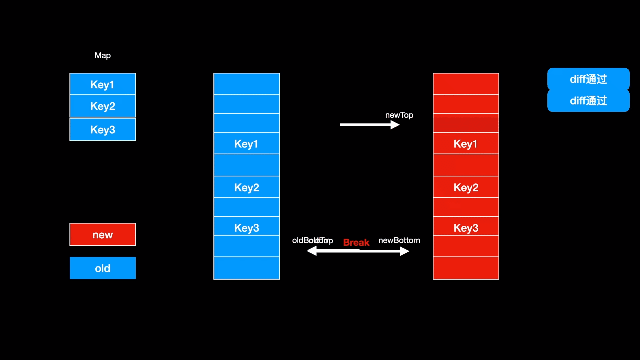 Map
Key1
Key2
Key3
new
old
Key1
Key2
Key3
newTop
oldBottom
oldTop
Break
newBottom
Key1
Key2
Key3
diff通过
diff通过